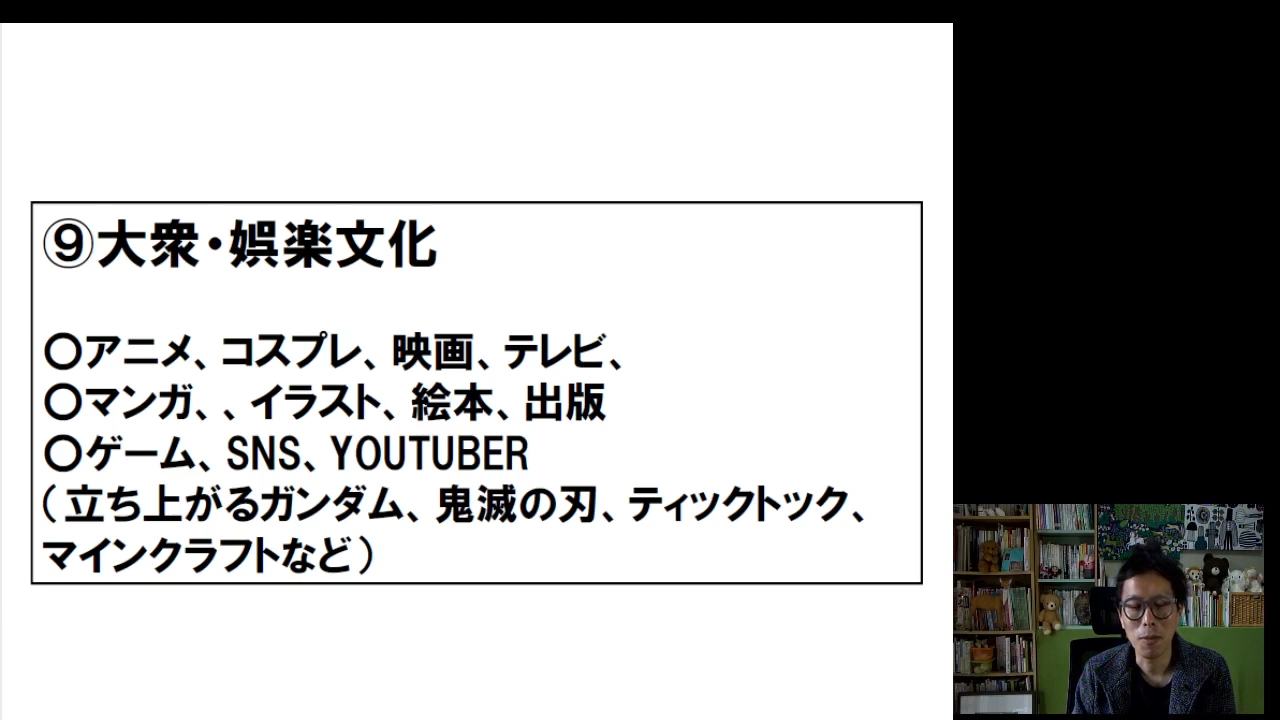 ⑨大衆・娯楽文化
〇アニメ、コスプレ、映画、テレビ、
〇マンガ、、イラスト、絵本、出版
〇ゲーム、SNS、YOUTUBER
（立ち上がるガンダム、鬼滅の刃、ティックトック、
マインクラフトなど）